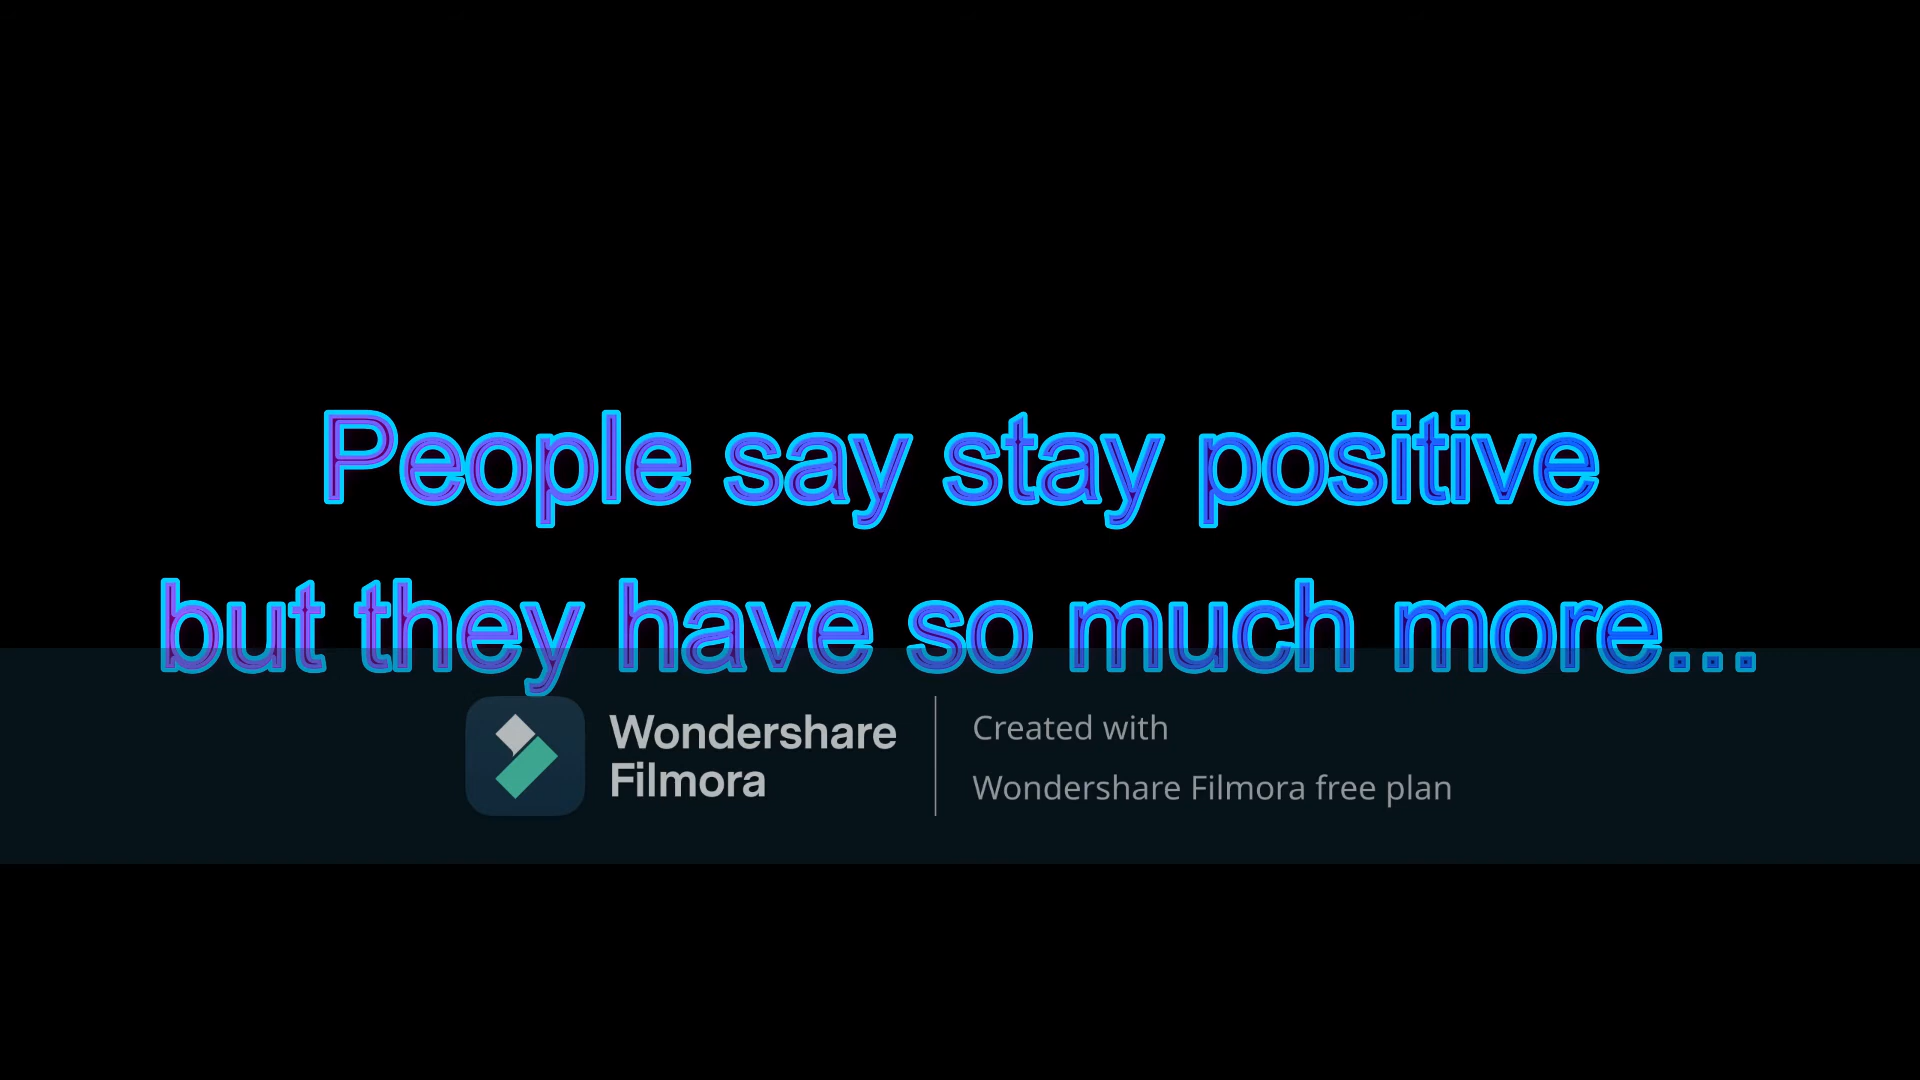 People say stay positive
but they have so much more...
Wondershare
Filmora
Created with
Wondershare Filmora free plan